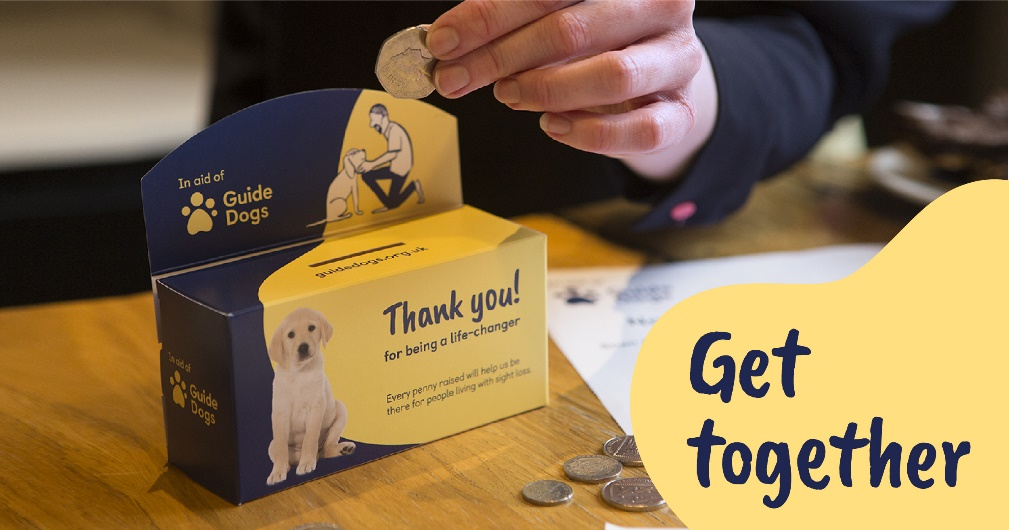 In aid of
Guide
Dogs
guidedogs.org.uk
Thank you!
for being a life-changer
Every penny raised will help us be
there for people living with sight loss.
In aid of
Guide
Dogs
Get
together